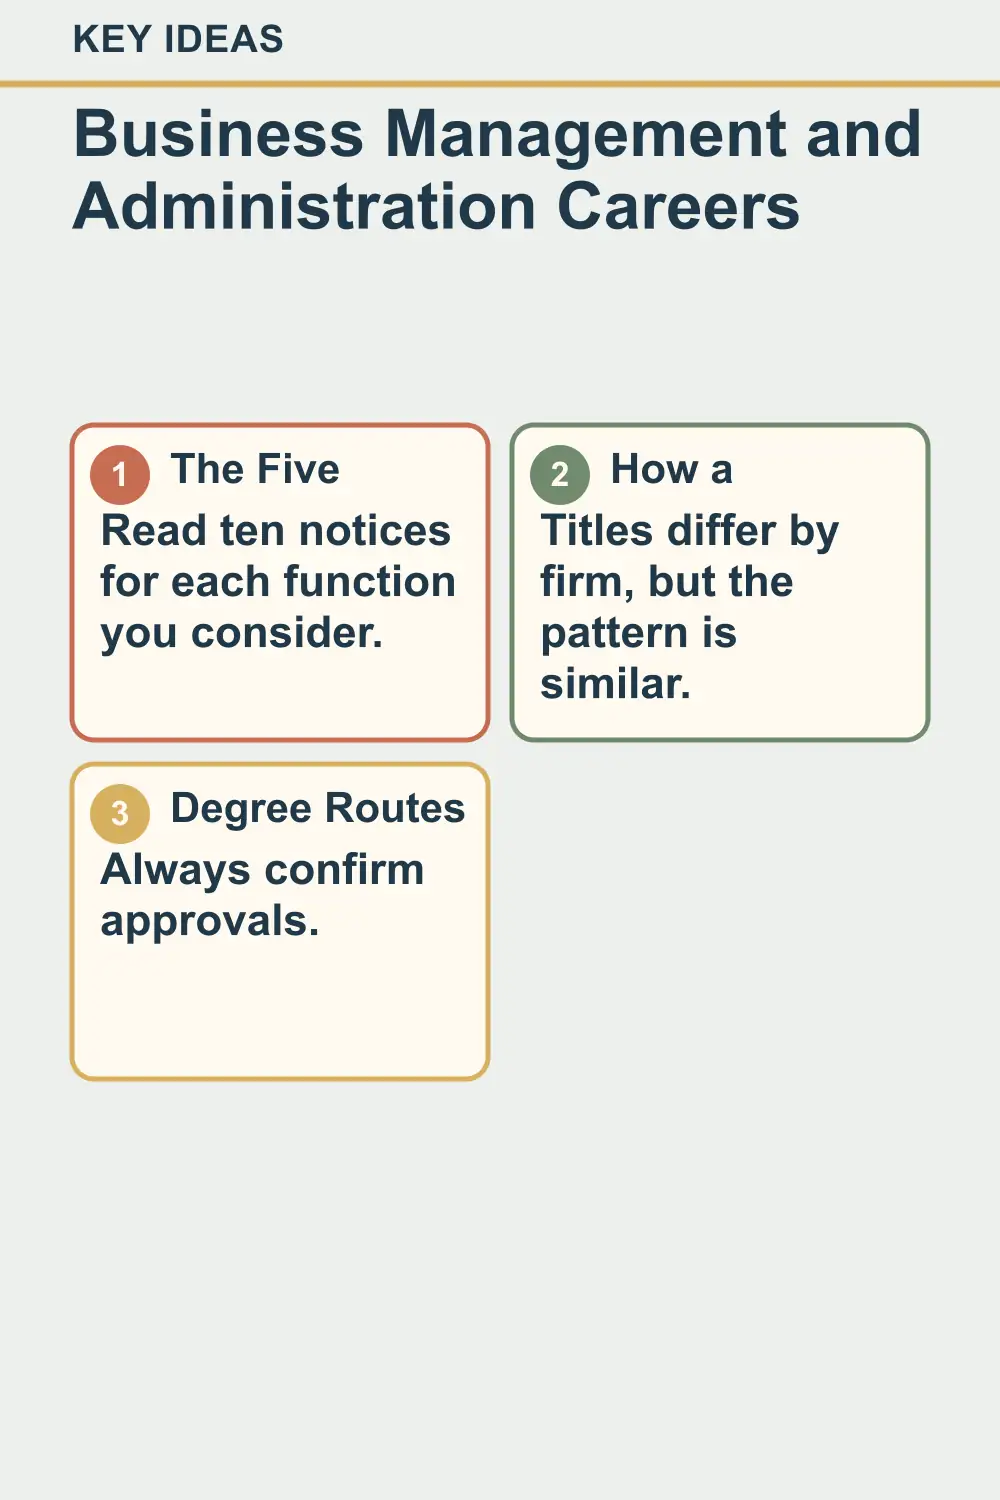 KEY IDEAS
Business Management and
Administration Careers
1 The Five
Read ten notices
for each function
you consider.
2 How a
Titles differ by
firm, but the
pattern is
similar.
3 Degree Routes
Always confirm
approvals.